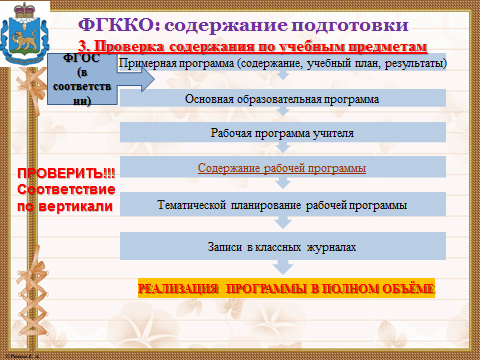 ФГККО: содержание подготовки
3. Проверка содержания по учебным предметам
ФГОС
(в
соответств
ии)
Примерная программа (содержание, учебный план, результаты)
Основная образовательная программа
Рабочая программа учителя
Содержание рабочей программы
Тематической планирование рабочей программы
Записи в классных журналах
ПРОВЕРИТЬ!!!
Соответствие
по вертикали
РЕАЛИЗАЦИЯ ПРОГРАММЫ В ПОЛНОМ ОБЪЁМЕ